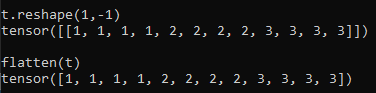 t.reshape(1,-1)
tensor([[1, 1, 1, 1, 2, 2, 2, 2, 3, 3, 3, 3]])
flatten(t)
tensor([1, 1, 1, 1, 2, 2, 2, 2, 3, 3, 3, 3])